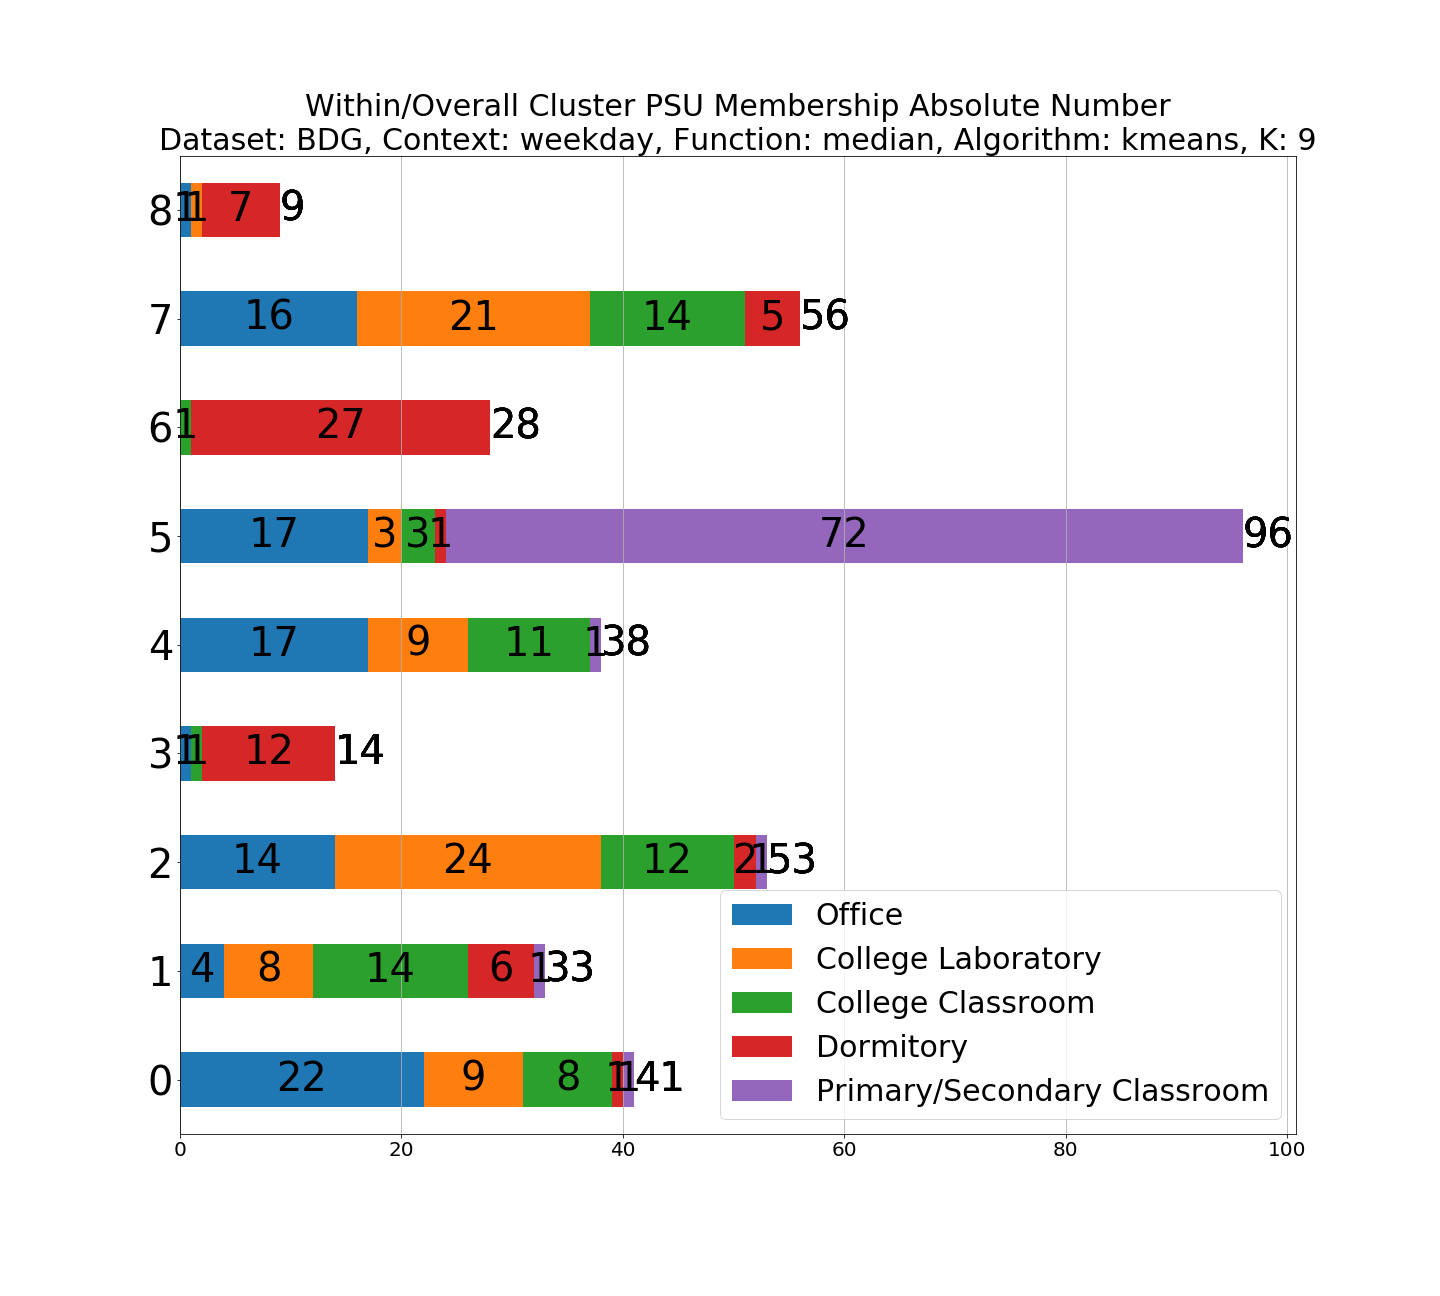 Within/Overall Cluster PSU Membership Absolute Number
Dataset: BDG, Context: weekday, Function: median, Algorithm: kmeans, K: 9
8 1 1 7 9
7 16 21 14 5 56
6 1 27 28
5 17 3 3 1 72 96
4 17 9 11 1 38
3 1 1 12 14
2 14 24 12 2 1 53
Office
College Laboratory
1 4 8 14 6 1 33
College Classroom
Dormitory
0 22 9 8 1 1 41
Primary/Secondary Classroom
0 20 40 60 80 100